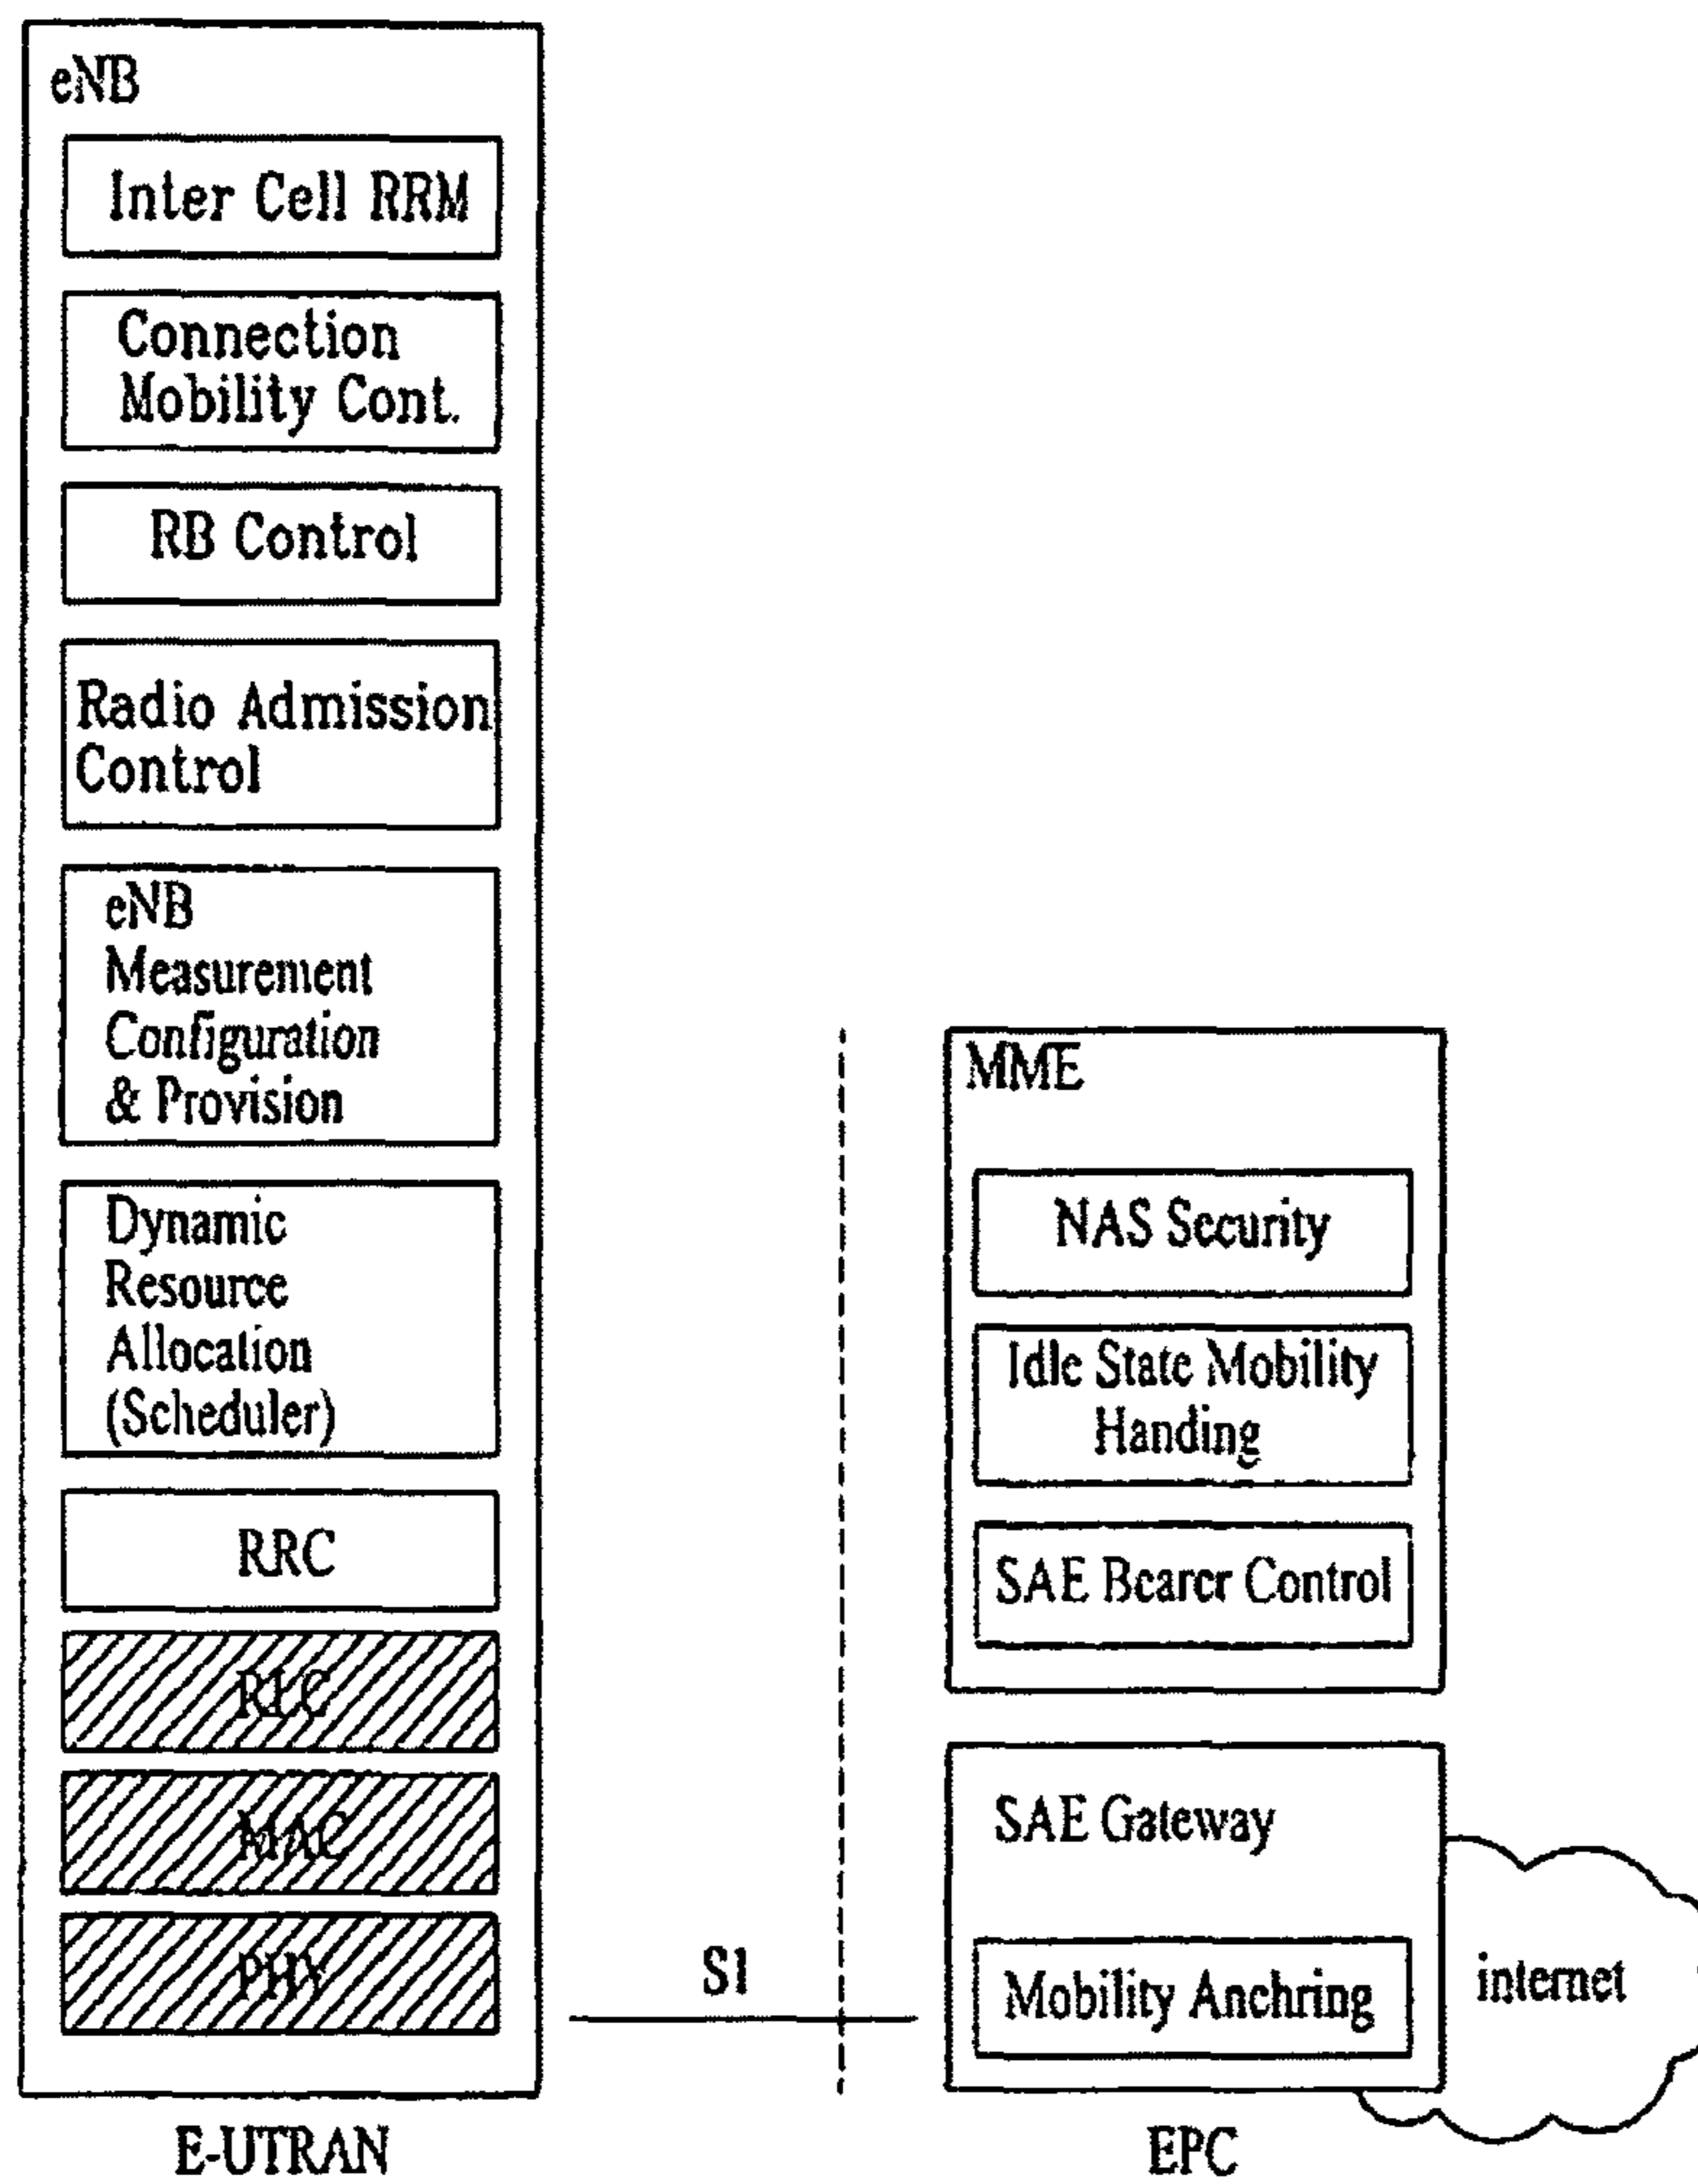 eNB
Inter Cell RRM
Connection
Mobility Cont.
RB Control
Radio Admission
Control
eNB
Measurement
Configuration
& Provision
Dynamic
Resource
Allocation
(Scheduler)
RRC
RLC
MAC
PHY
E-UTRAN
S1
MME
NAS Security
Idle State Mobility
Handing
SAE Bearer Control
SAE Gateway
Mobility Anchring
internet
EPC